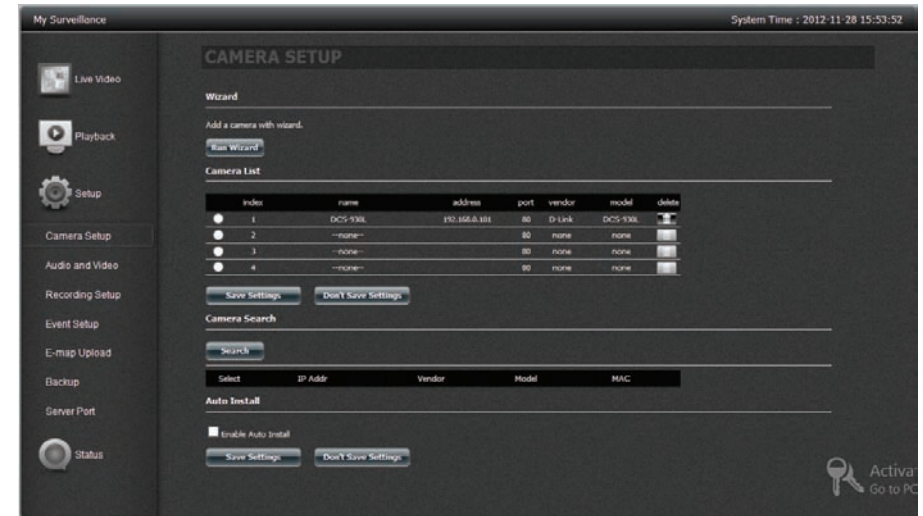 My Surveillance
System Time : 2012-11-28 15:53:52
Live Video
Playback
Setup
Camera Setup
Audio and Video
Recording Setup
Event Setup
E-map Upload
Backup
Server Port
Status
CAMERA SETUP
Wizard
Add a camera with wizard.
Run Wizard
Camera List
index name address port vendor model delete
1 DCS-930L 192.168.0.101 80 D-Link DCS-930L
2 --none-- 80 none none
3 --none-- 80 none none
4 --none-- 80 none none
Save Settings Don't Save Settings
Camera Search
Search
Select IP Addr Vendor Model MAC
Auto Install
Enable Auto Install
Save Settings Don't Save Settings
Activat
Go to PC